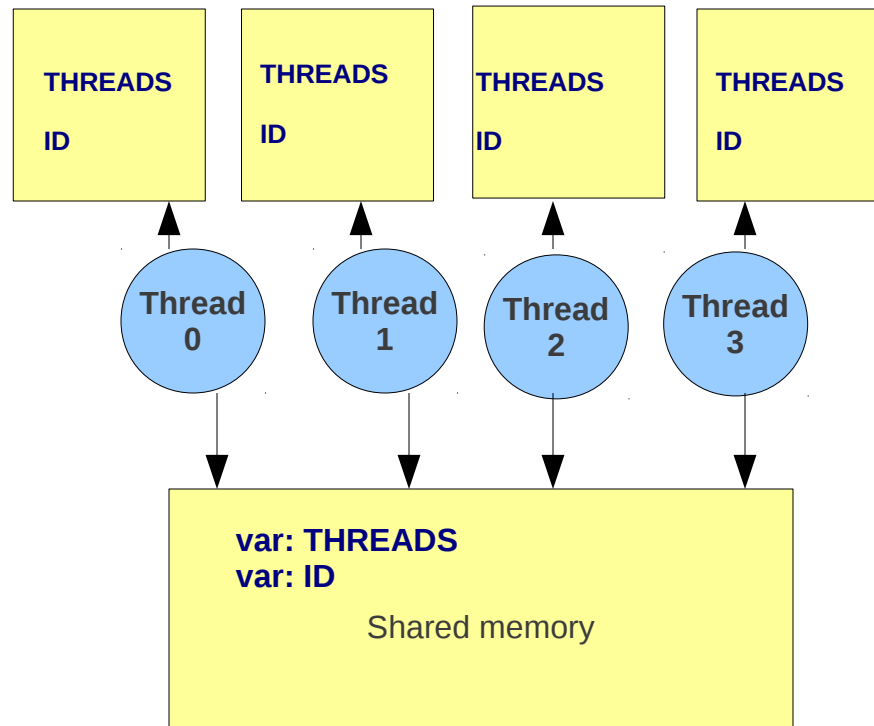 THREADS
ID
THREADS
ID
THREADS
ID
THREADS
ID
Thread
0
Thread
1
Thread
2
Thread
3
var: THREADS
var: ID
Shared memory